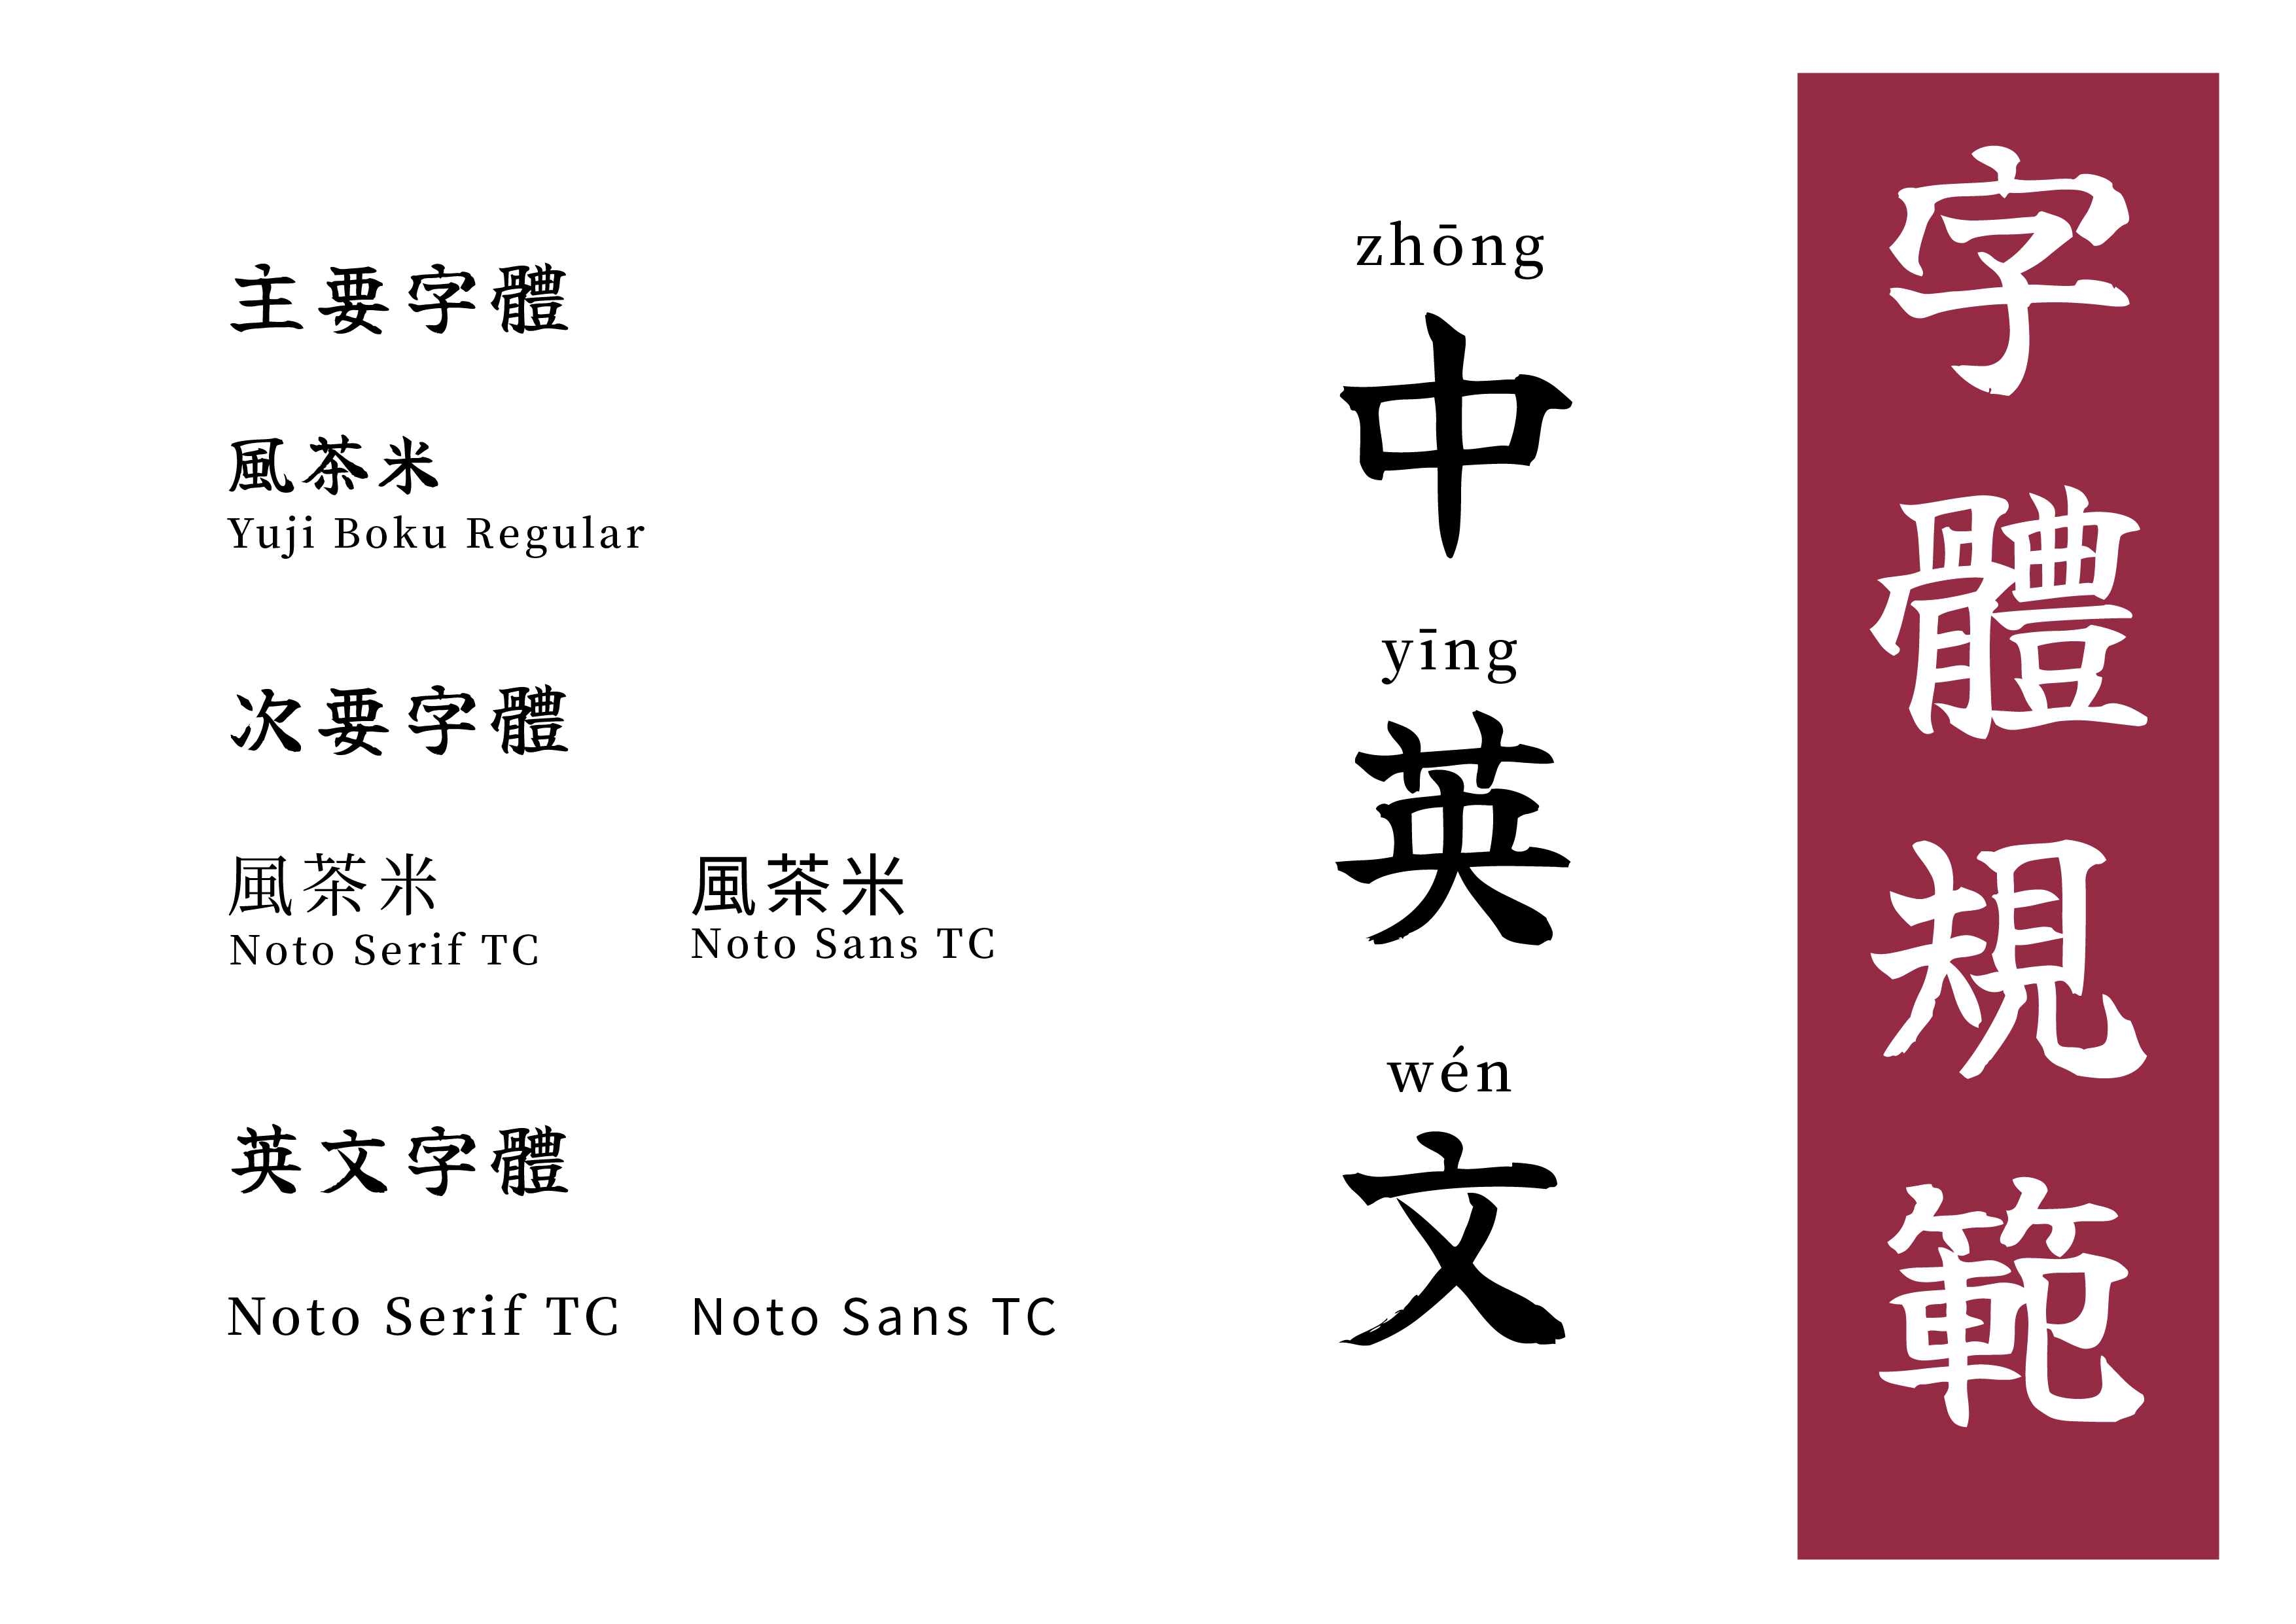 字體規範
zhōng
中
yīng
英
wén
文
主要字體
風茶米
Yuji Boku Regular
次要字體
風茶米
Noto Serif TC
風茶米
Noto Sans TC
英文字體
Noto Serif TC
Noto Sans TC